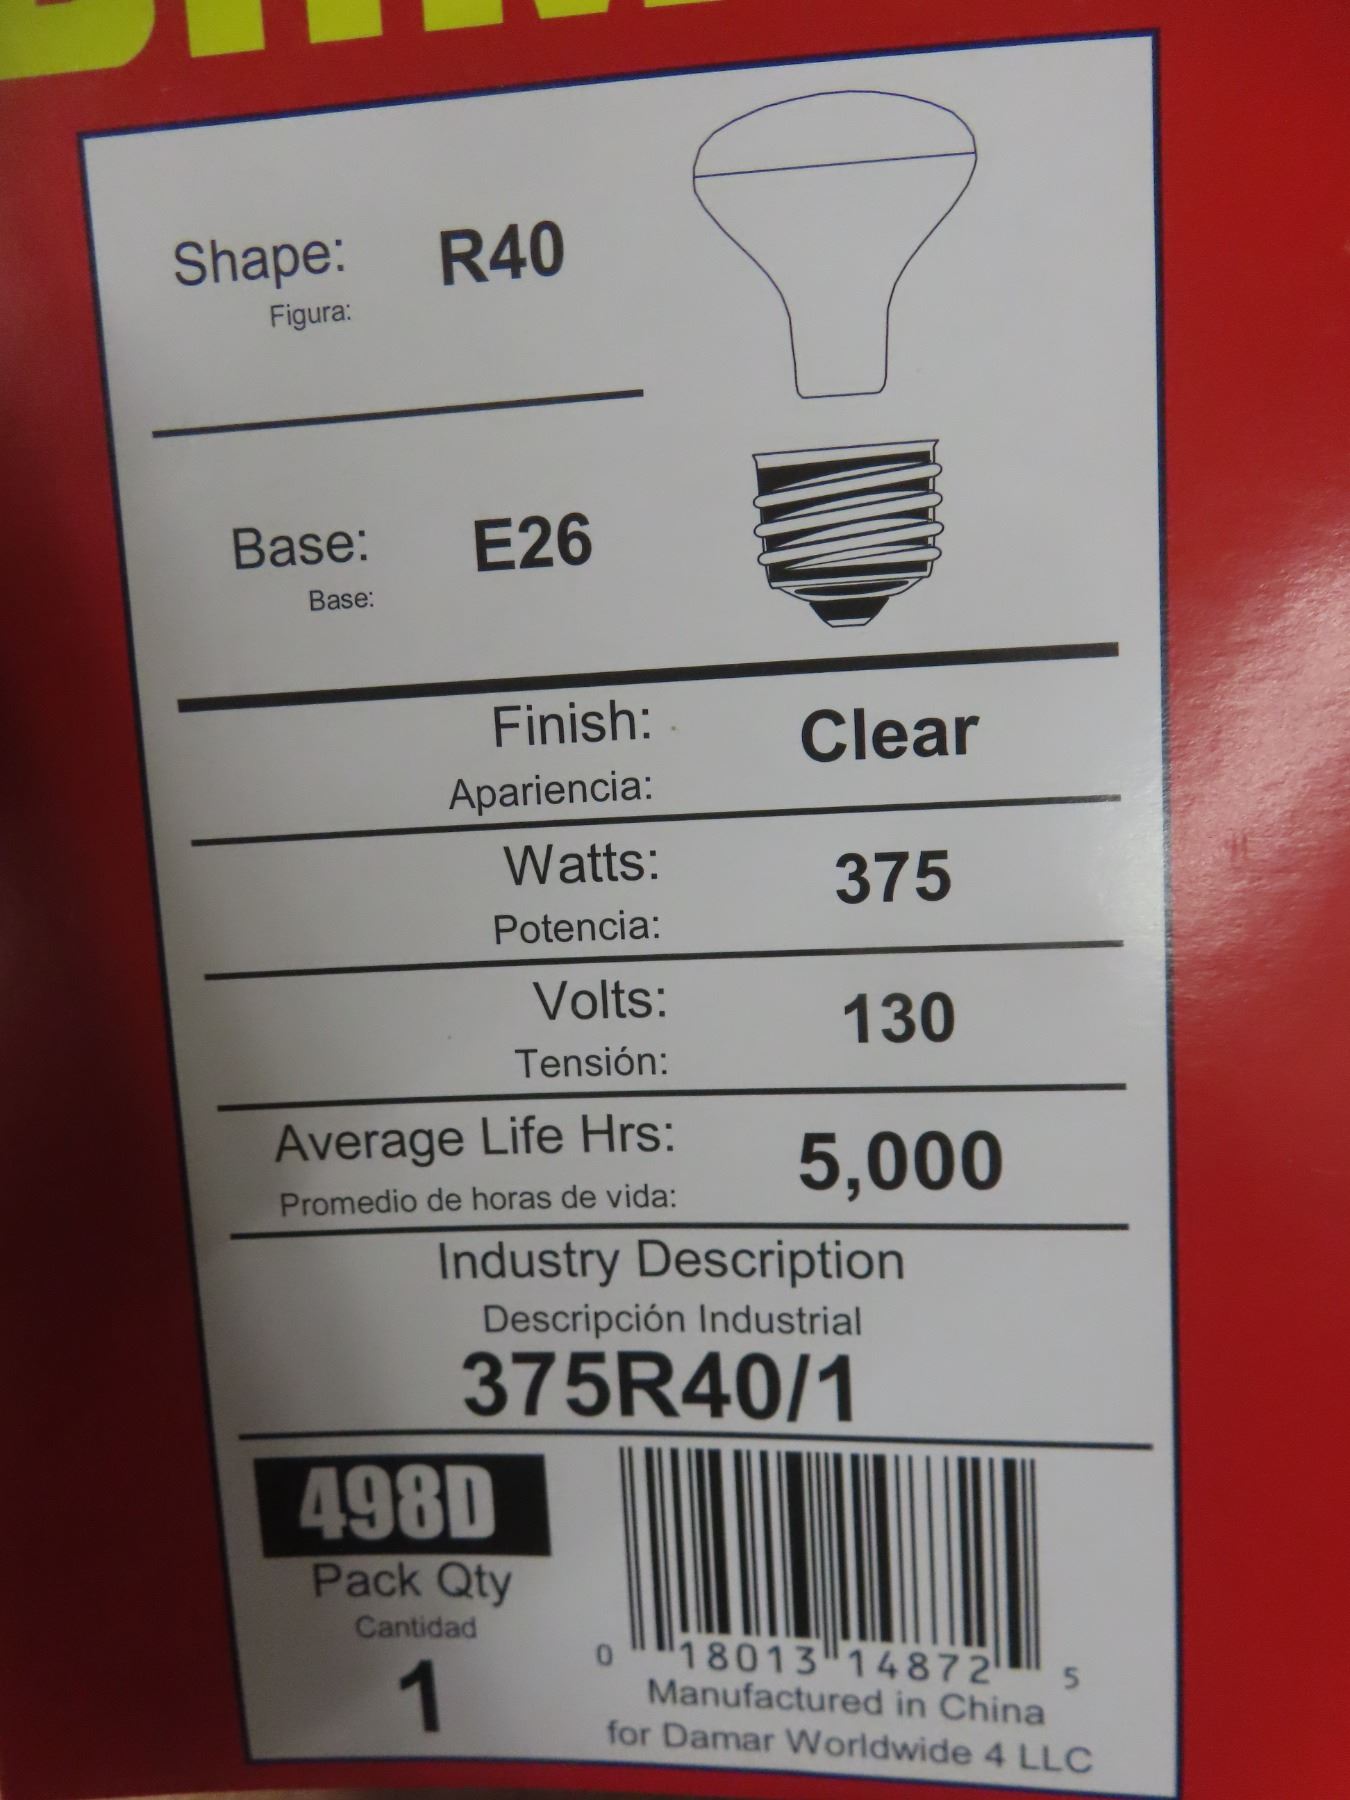 Shape: R40
Figura:
Base: E26
Base:
Finish: Clear
Apariencia:
Watts: 375
Potencia:
Volts: 130
Tensión:
Average Life Hrs: 5,000
Promedio de horas de vida:
Industry Description
Descripción Industrial
375R40/1
498D
Pack Qty
Cantidad
1
0 18013 14872 5
Manufactured in China
for Damar Worldwide 4 LLC